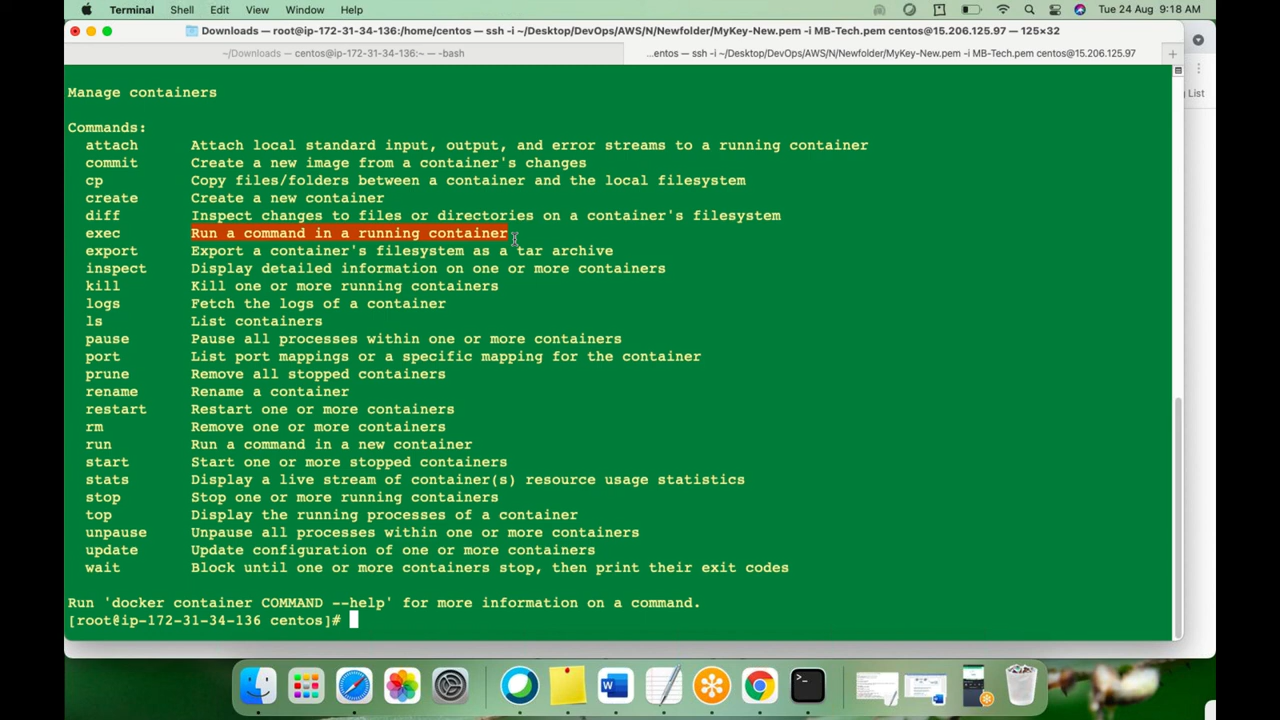 Terminal Shell Edit View Window Help Tue 24 Aug 9:18 AM
Downloads — root@ip-172-31-34-136:/home/centos — ssh -i ~/Desktop/DevOps/AWS/N/Newfolder/MyKey-New.pem -i MB-Tech.pem centos@15.206.125.97 — 125×32
~/Downloads — centos@ip-172-31-34-136:~ — -bash
...entos — ssh -i ~/Desktop/DevOps/AWS/N/Newfolder/MyKey-New.pem -i MB-Tech.pem centos@15.206.125.97
List
Manage containers
Commands:
attach Attach local standard input, output, and error streams to a running container
commit Create a new image from a container's changes
cp Copy files/folders between a container and the local filesystem
create Create a new container
diff Inspect changes to files or directories on a container's filesystem
exec Run a command in a running container
export Export a container's filesystem as a tar archive
inspect Display detailed information on one or more containers
kill Kill one or more running containers
logs Fetch the logs of a container
ls List containers
pause Pause all processes within one or more containers
port List port mappings or a specific mapping for the container
prune Remove all stopped containers
rename Rename a container
restart Restart one or more containers
rm Remove one or more containers
run Run a command in a new container
start Start one or more stopped containers
stats Display a live stream of container(s) resource usage statistics
stop Stop one or more running containers
top Display the running processes of a container
unpause Unpause all processes within one or more containers
update Update configuration of one or more containers
wait Block until one or more containers stop, then print their exit codes
Run 'docker container COMMAND --help' for more information on a command.
[root@ip-172-31-34-136 centos]#